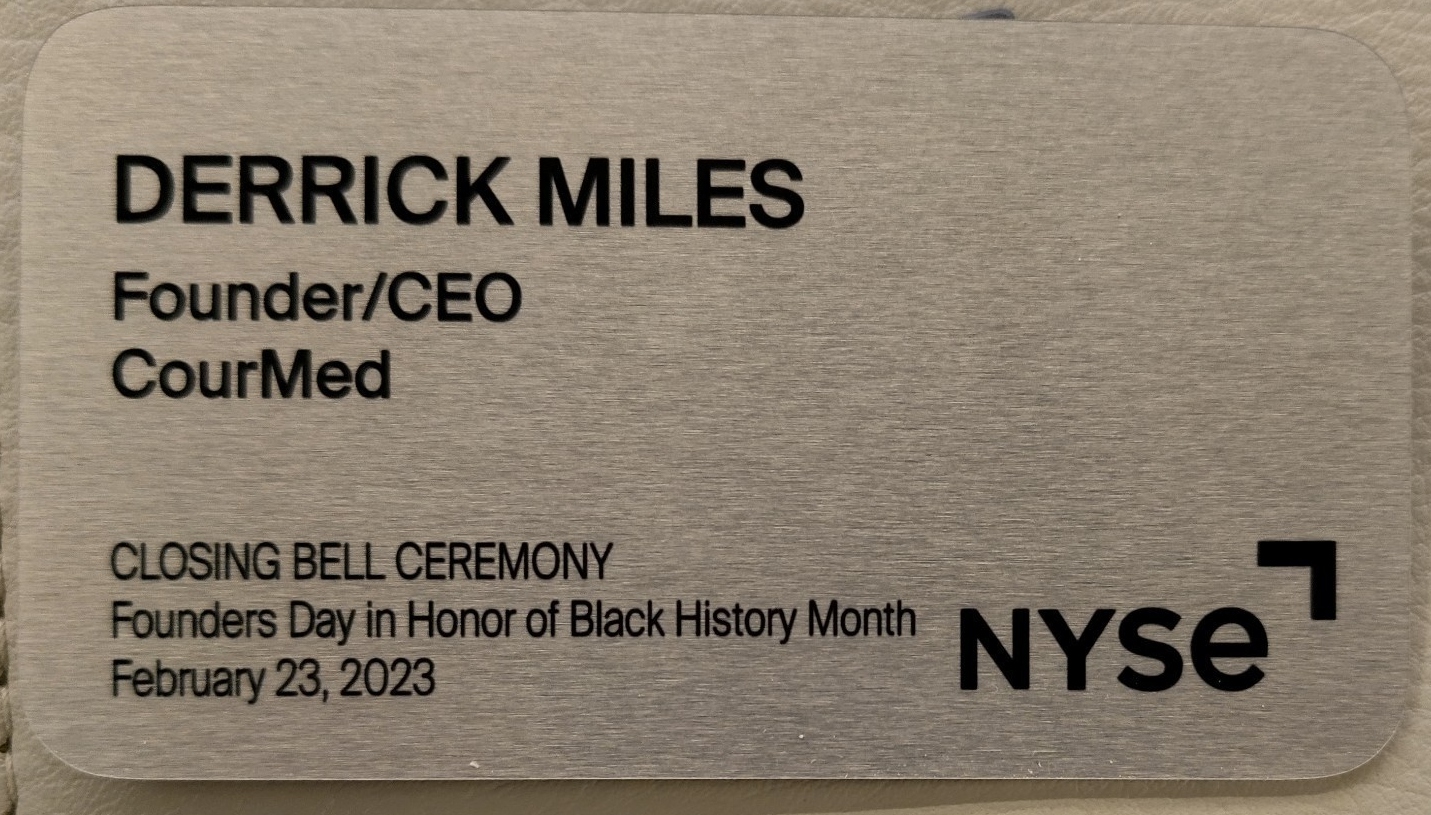 DERRICK MILES
Founder/CEO
CourMed
CLOSING BELL CEREMONY
Founders Day in Honor of Black History Month
February 23, 2023
NYSe